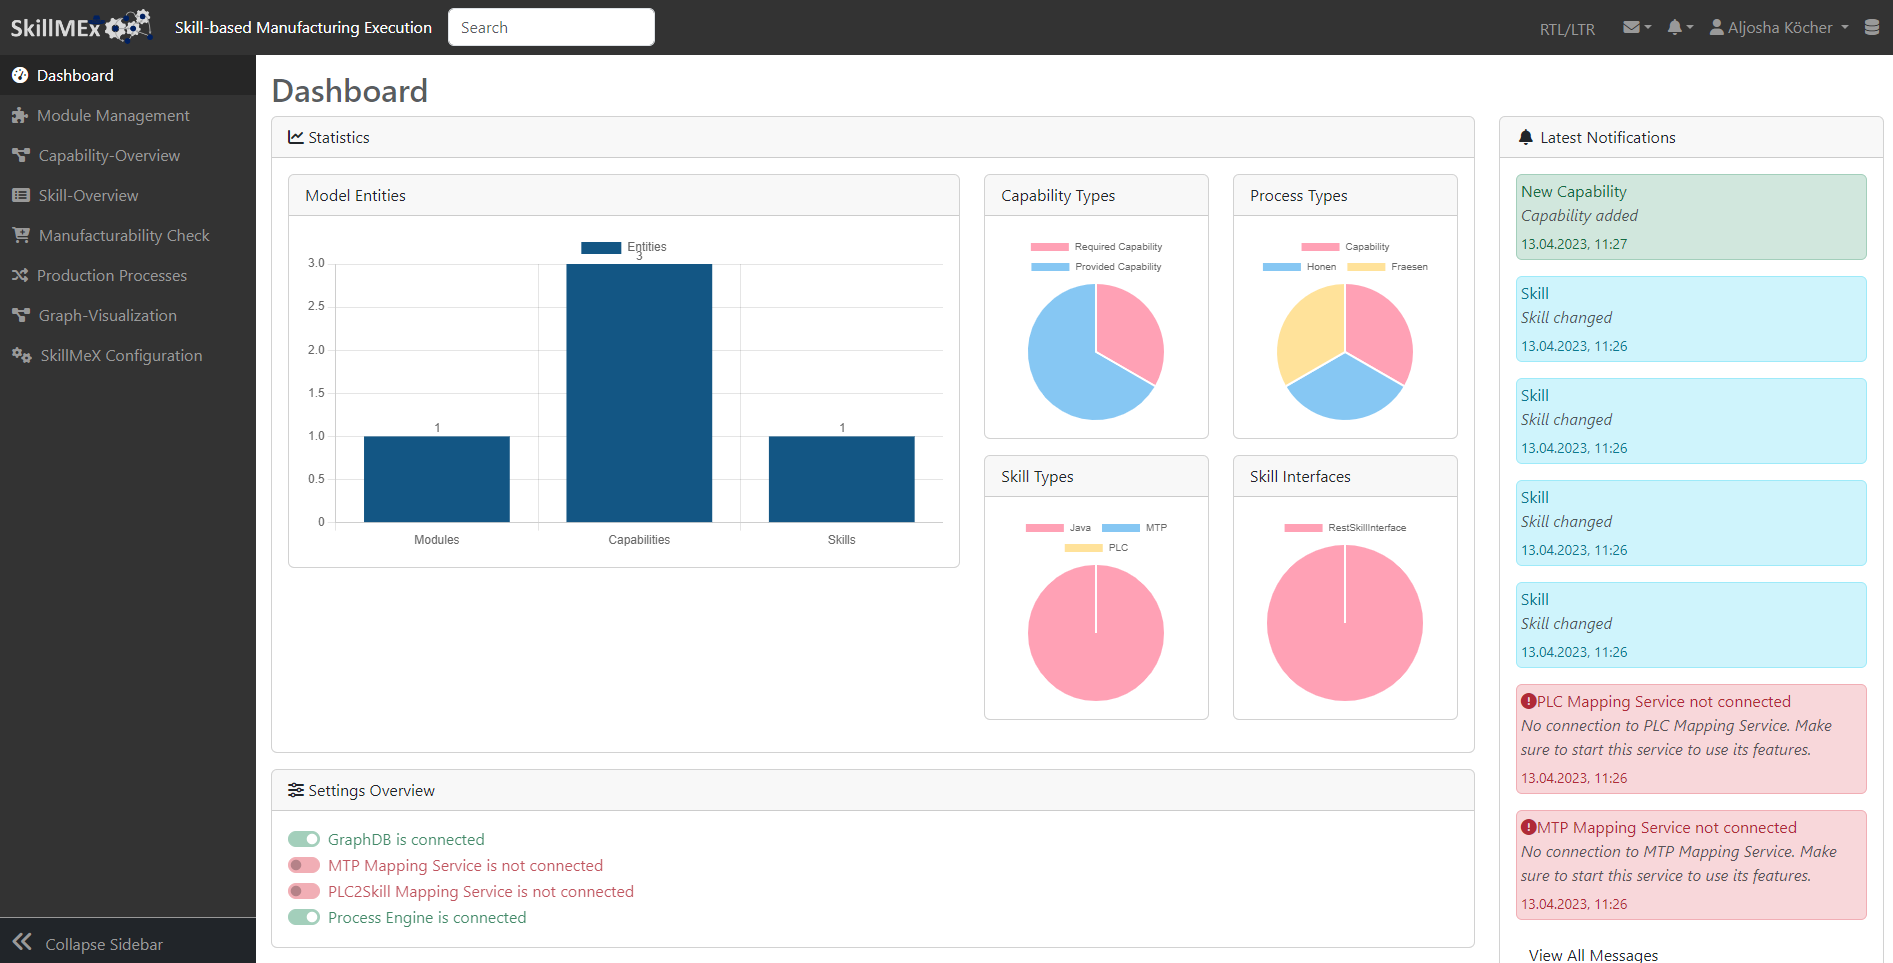 SkillMEx
Skill-based Manufacturing Execution
Search
RTL/LTR
Aljosha Köcher
Dashboard
Module Management
Capability-Overview
Skill-Overview
Manufacturability Check
Production Processes
Graph-Visualization
SkillMeX Configuration
Collapse Sidebar
Dashboard
Statistics
Model Entities
Entities
3.0
2.5
2.0
1.5
1.0
0.5
0
1
3
1
Modules
Capabilities
Skills
Capability Types
Required Capability
Provided Capability
Process Types
Capability
Honen
Fraesen
Skill Types
Java
MTP
PLC
Skill Interfaces
RestSkillInterface
Settings Overview
GraphDB is connected
MTP Mapping Service is not connected
PLC2Skill Mapping Service is not connected
Process Engine is connected
Latest Notifications
New Capability
Capability added
13.04.2023, 11:27
Skill
Skill changed
13.04.2023, 11:26
Skill
Skill changed
13.04.2023, 11:26
Skill
Skill changed
13.04.2023, 11:26
Skill
Skill changed
13.04.2023, 11:26
PLC Mapping Service not connected
No connection to PLC Mapping Service. Make
sure to start this service to use its features.
13.04.2023, 11:26
MTP Mapping Service not connected
No connection to MTP Mapping Service. Make
sure to start this service to use its features.
13.04.2023, 11:26
View All Messages